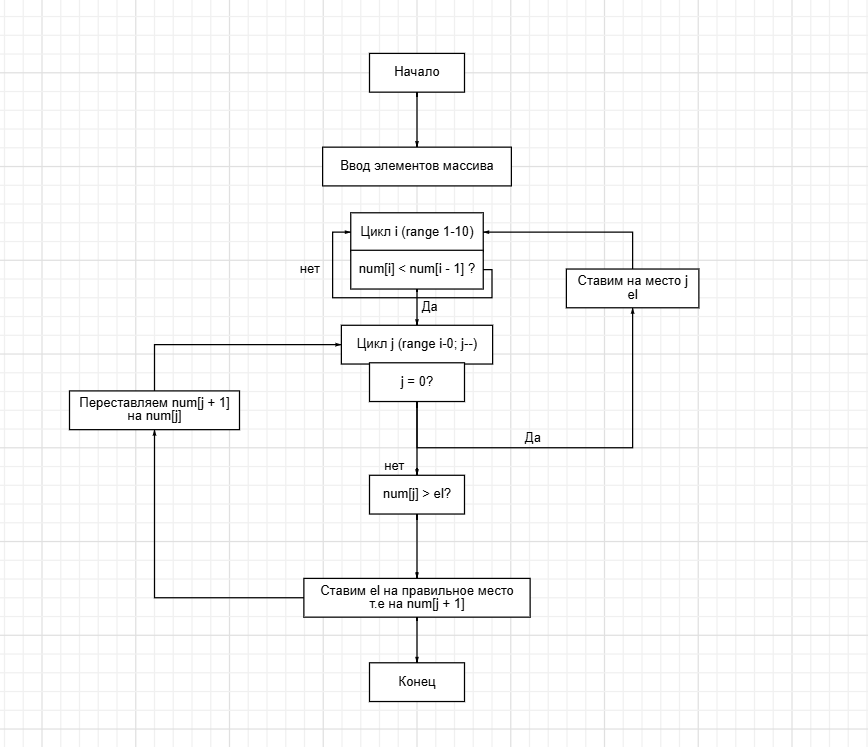 Начало
Ввод элементов массива
Цикл i (range 1-10)
нет
num[i] < num[i - 1] ?
Ставим на место j
el
Да
Цикл j (range i-0; j--)
j = 0?
Переставляем num[j + 1]
на num[j]
Да
нет
num[j] > el?
Ставим el на правильное место
т.е на num[j + 1]
Конец